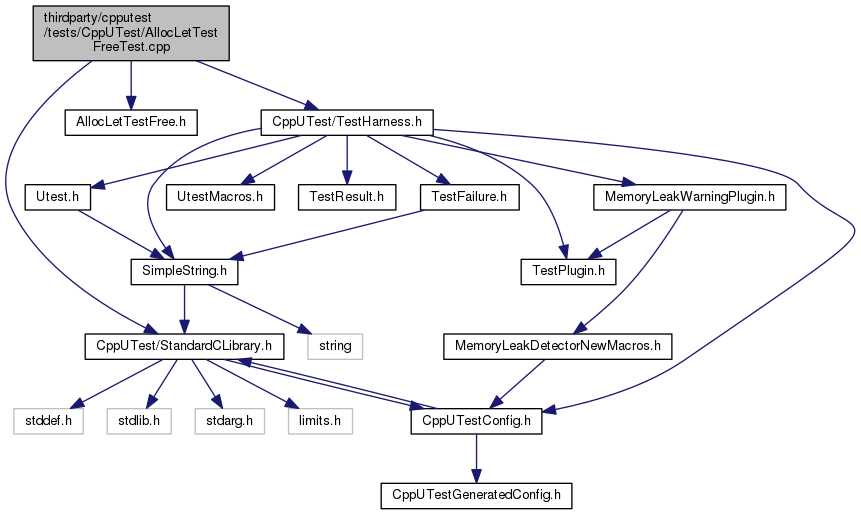 thirdparty/cpputest
/tests/CppUTest/AllocLetTest
FreeTest.cpp
AllocLetTestFree.h
CppUTest/TestHarness.h
Utest.h
UtestMacros.h
TestResult.h
TestFailure.h
MemoryLeakWarningPlugin.h
SimpleString.h
TestPlugin.h
CppUTest/StandardCLibrary.h
string
MemoryLeakDetectorNewMacros.h
stddef.h
stdlib.h
stdarg.h
limits.h
CppUTestConfig.h
CppUTestGeneratedConfig.h